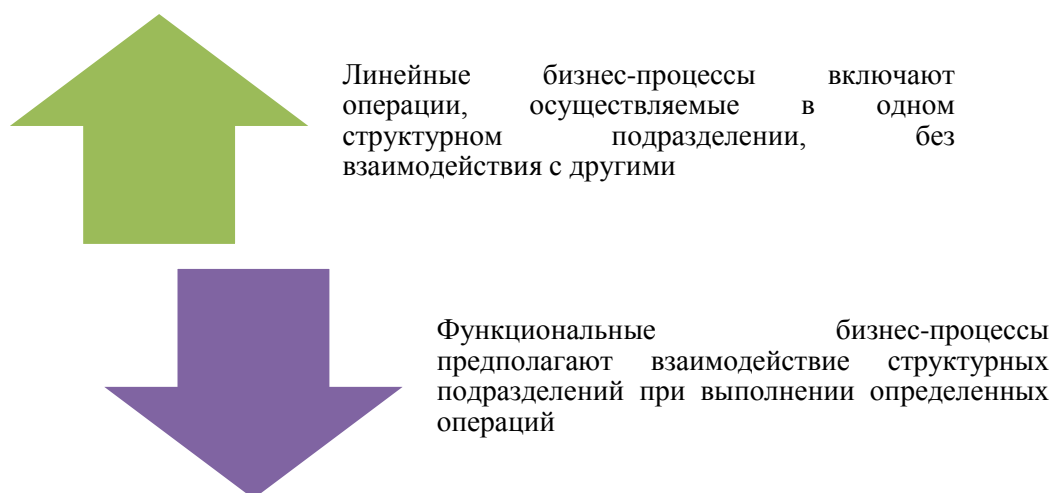 Линейные бизнес-процессы включают
операции, осуществляемые в одном
структурном подразделении, без
взаимодействия с другими
Функциональные бизнес-процессы
предполагают взаимодействие структурных
подразделений при выполнении определенных
операций